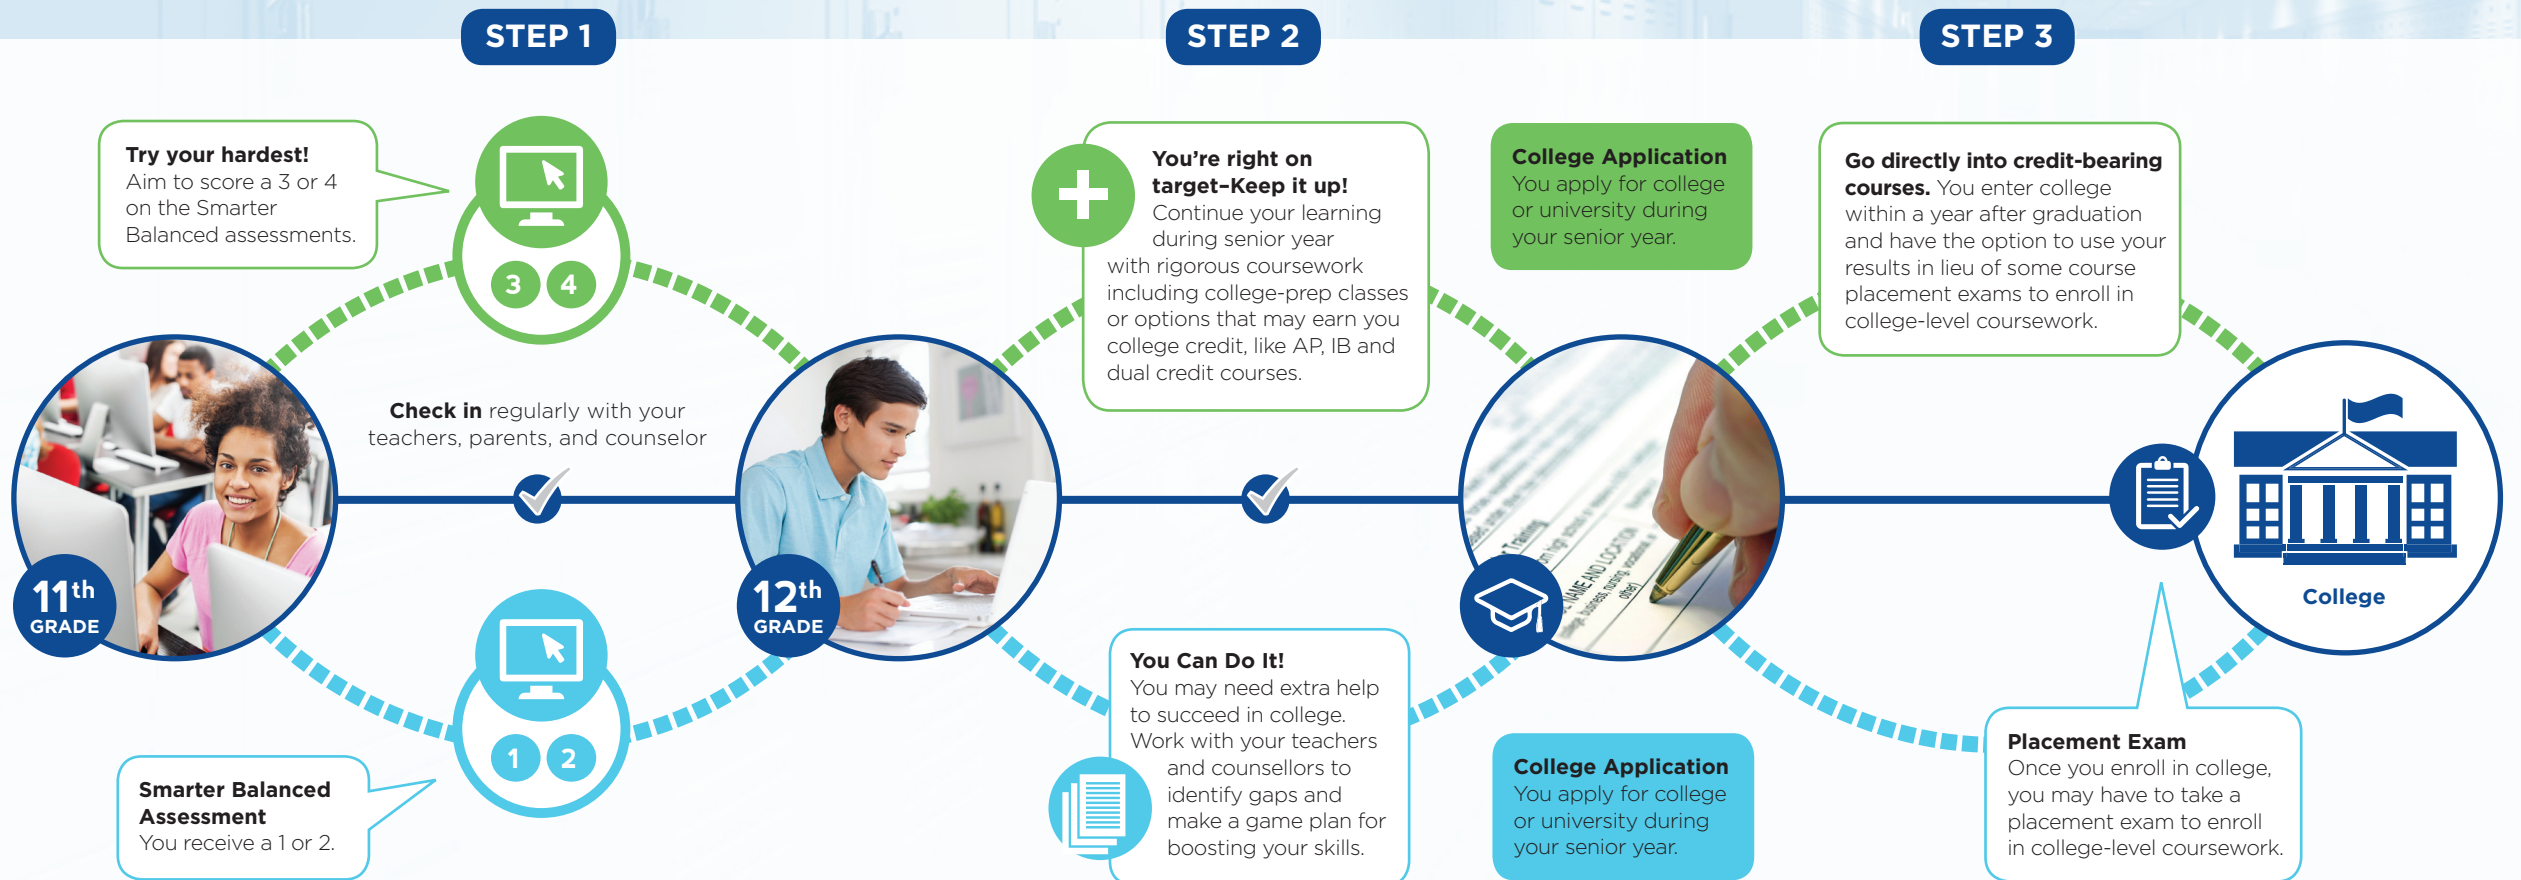 STEP 1
STEP 2
STEP 3
Try your hardest!
Aim to score a 3 or 4
on the Smarter
Balanced assessments.
3 4
You’re right on
target–Keep it up!
Continue your learning
during senior year
with rigorous coursework
including college-prep classes
or options that may earn you
college credit, like AP, IB and
dual credit courses.
College Application
You apply for college
or university during
your senior year.
Go directly into credit-bearing
courses. You enter college
within a year after graduation
and have the option to use your
results in lieu of some course
placement exams to enroll in
college-level coursework.
Check in regularly with your
teachers, parents, and counselor
11th
GRADE
12th
GRADE
Training
NAME AND LOCATION
college, business, nursing, vocational,
other)
College
1 2
Smarter Balanced
Assessment
You receive a 1 or 2.
You Can Do It!
You may need extra help
to succeed in college.
Work with your teachers
and counsellors to
identify gaps and
make a game plan for
boosting your skills.
College Application
You apply for college
or university during
your senior year.
Placement Exam
Once you enroll in college,
you may have to take a
placement exam to enroll
in college-level coursework.